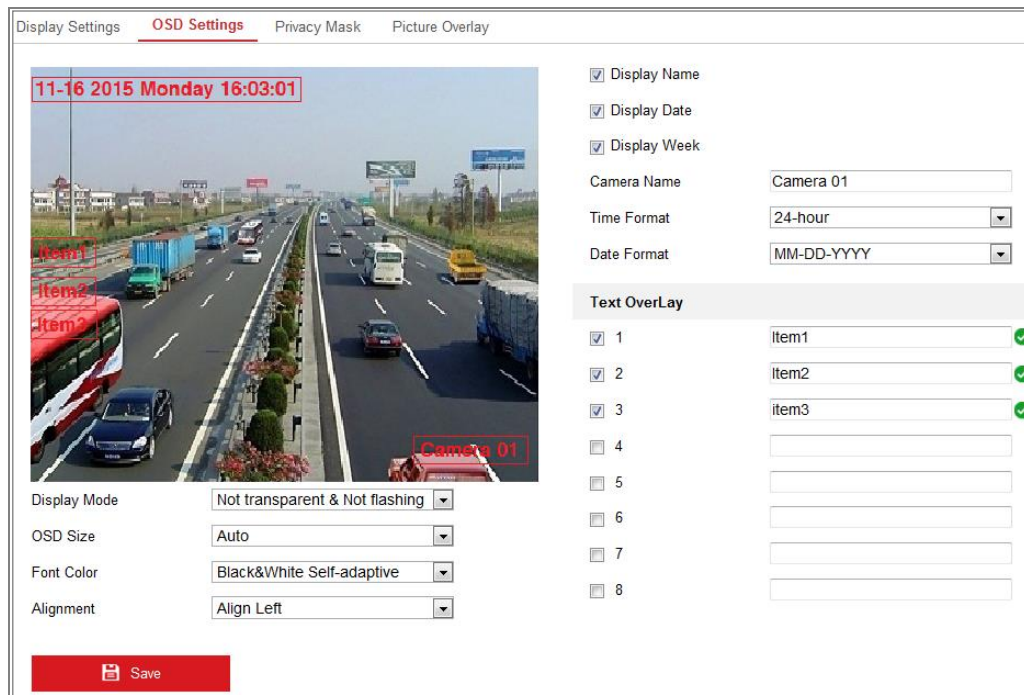 Display Settings OSD Settings Privacy Mask Picture Overlay
11-16 2015 Monday 16:03:01
Item1
Item2
Item3
Camera 01
Display Mode Not transparent & Not flashing
OSD Size Auto
Font Color Black&White Self-adaptive
Alignment Align Left
Save
Display Name
Display Date
Display Week
Camera Name Camera 01
Time Format 24-hour
Date Format MM-DD-YYYY
Text OverLay
1 Item1
2 Item2
3 item3
4
5
6
7
8